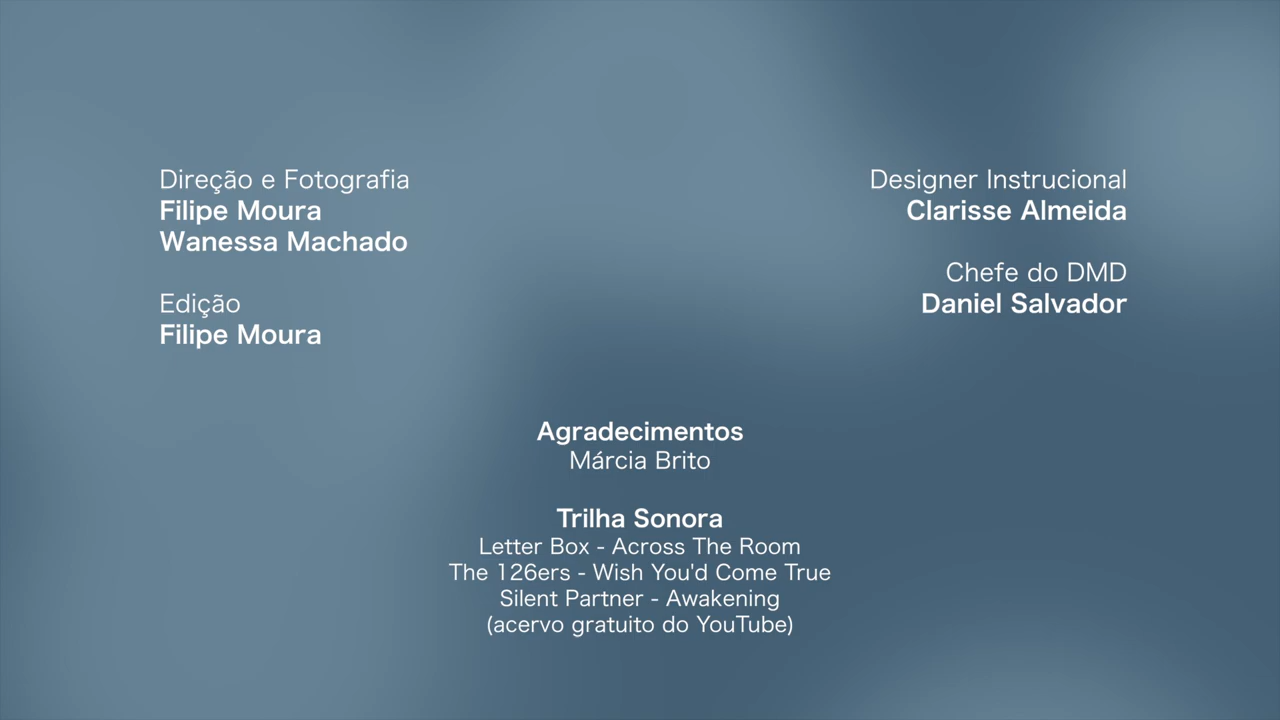 Direção e Fotografia
Filipe Moura
Wanessa Machado
Edição
Filipe Moura
Designer Instrucional
Clarisse Almeida
Chefe do DMD
Daniel Salvador
Agradecimentos
Márcia Brito
Trilha Sonora
Letter Box - Across The Room
The 126ers - Wish You'd Come True
Silent Partner - Awakening
(acervo gratuito do YouTube)